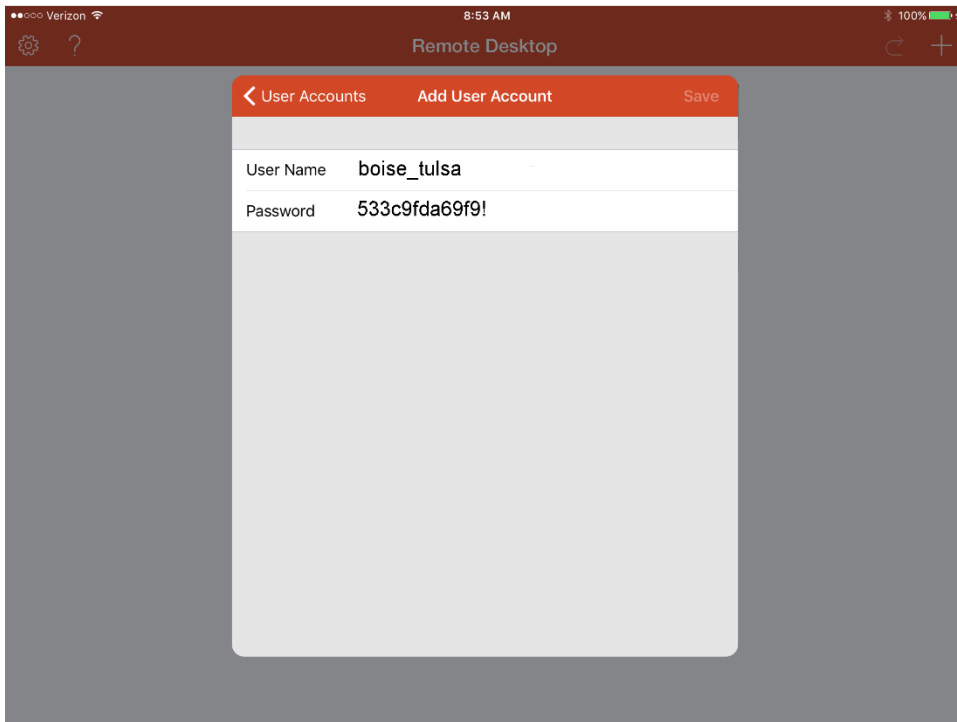 Verizon 8:53 AM 100%
? Remote Desktop
User Accounts Add User Account Save
User Name boise_tulsa
Password 533c9fda69f9!